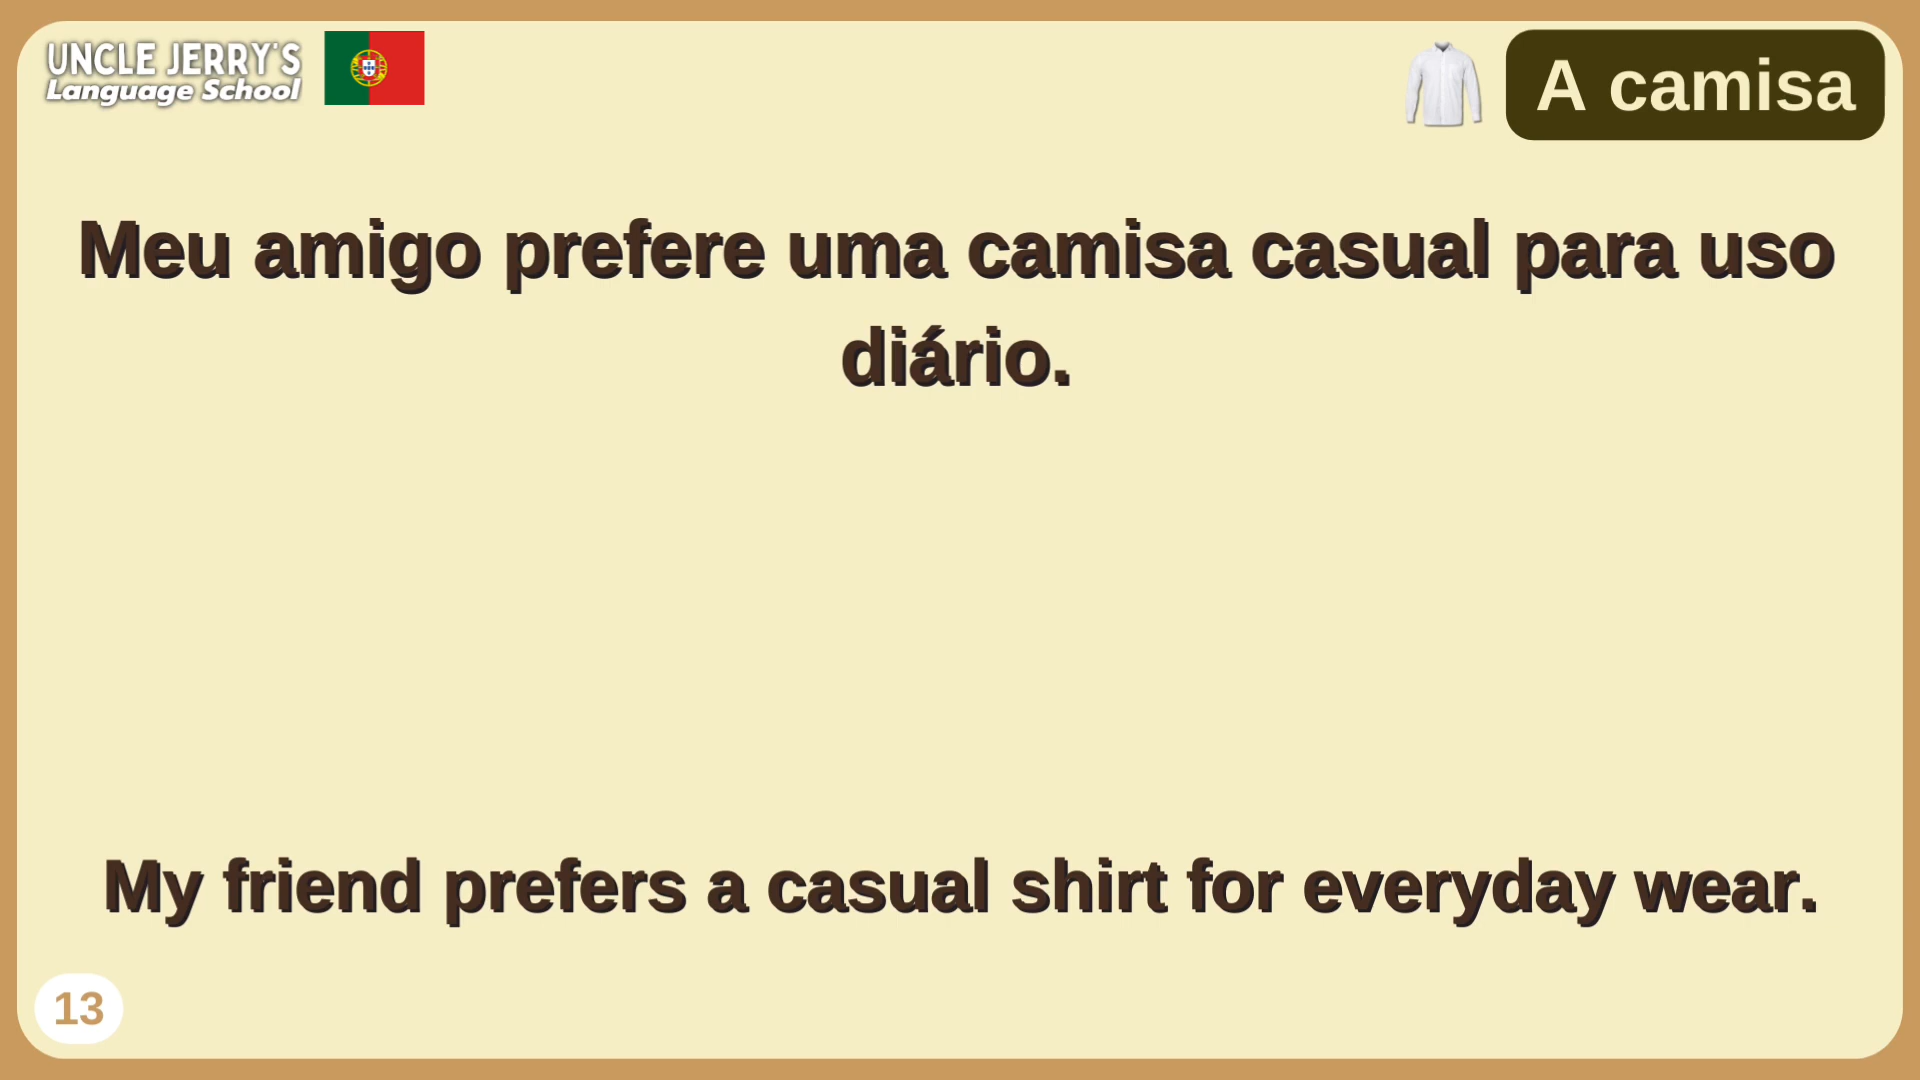 UNCLE JERRY'S
Language School
A camisa
Meu amigo prefere uma camisa casual para uso
diário.
My friend prefers a casual shirt for everyday wear.
13